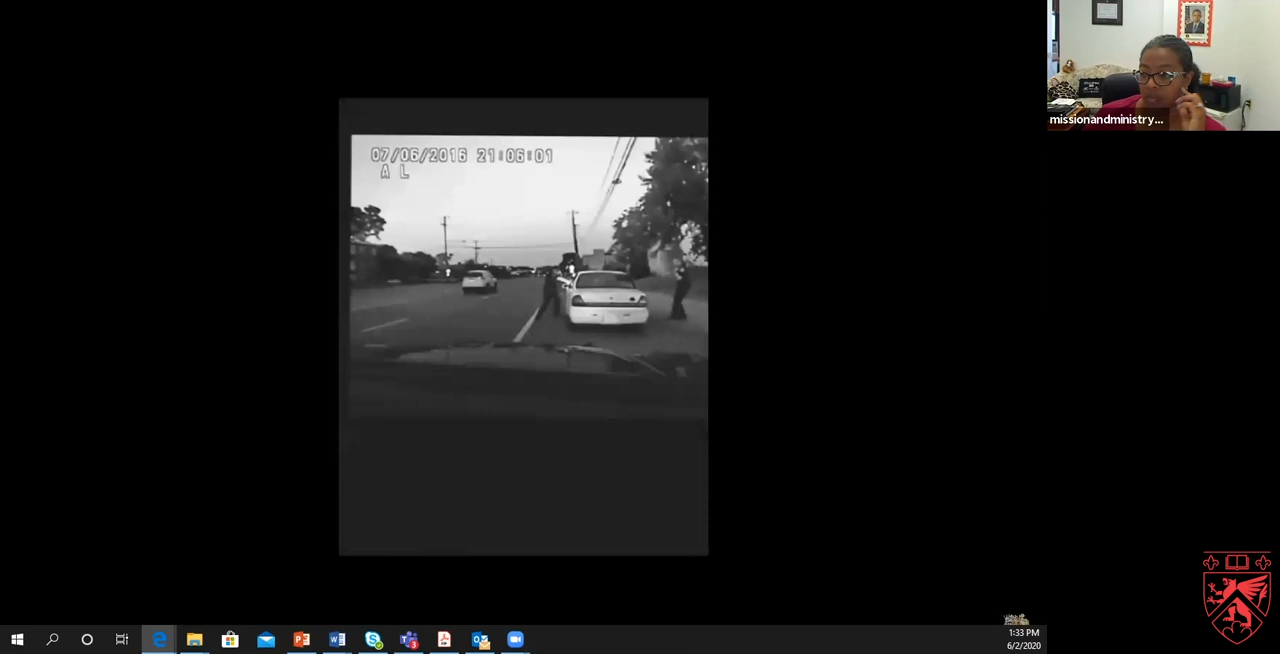 07/06/2016 21:06:01
A L
missionandministry...
1:33 PM
6/2/2020